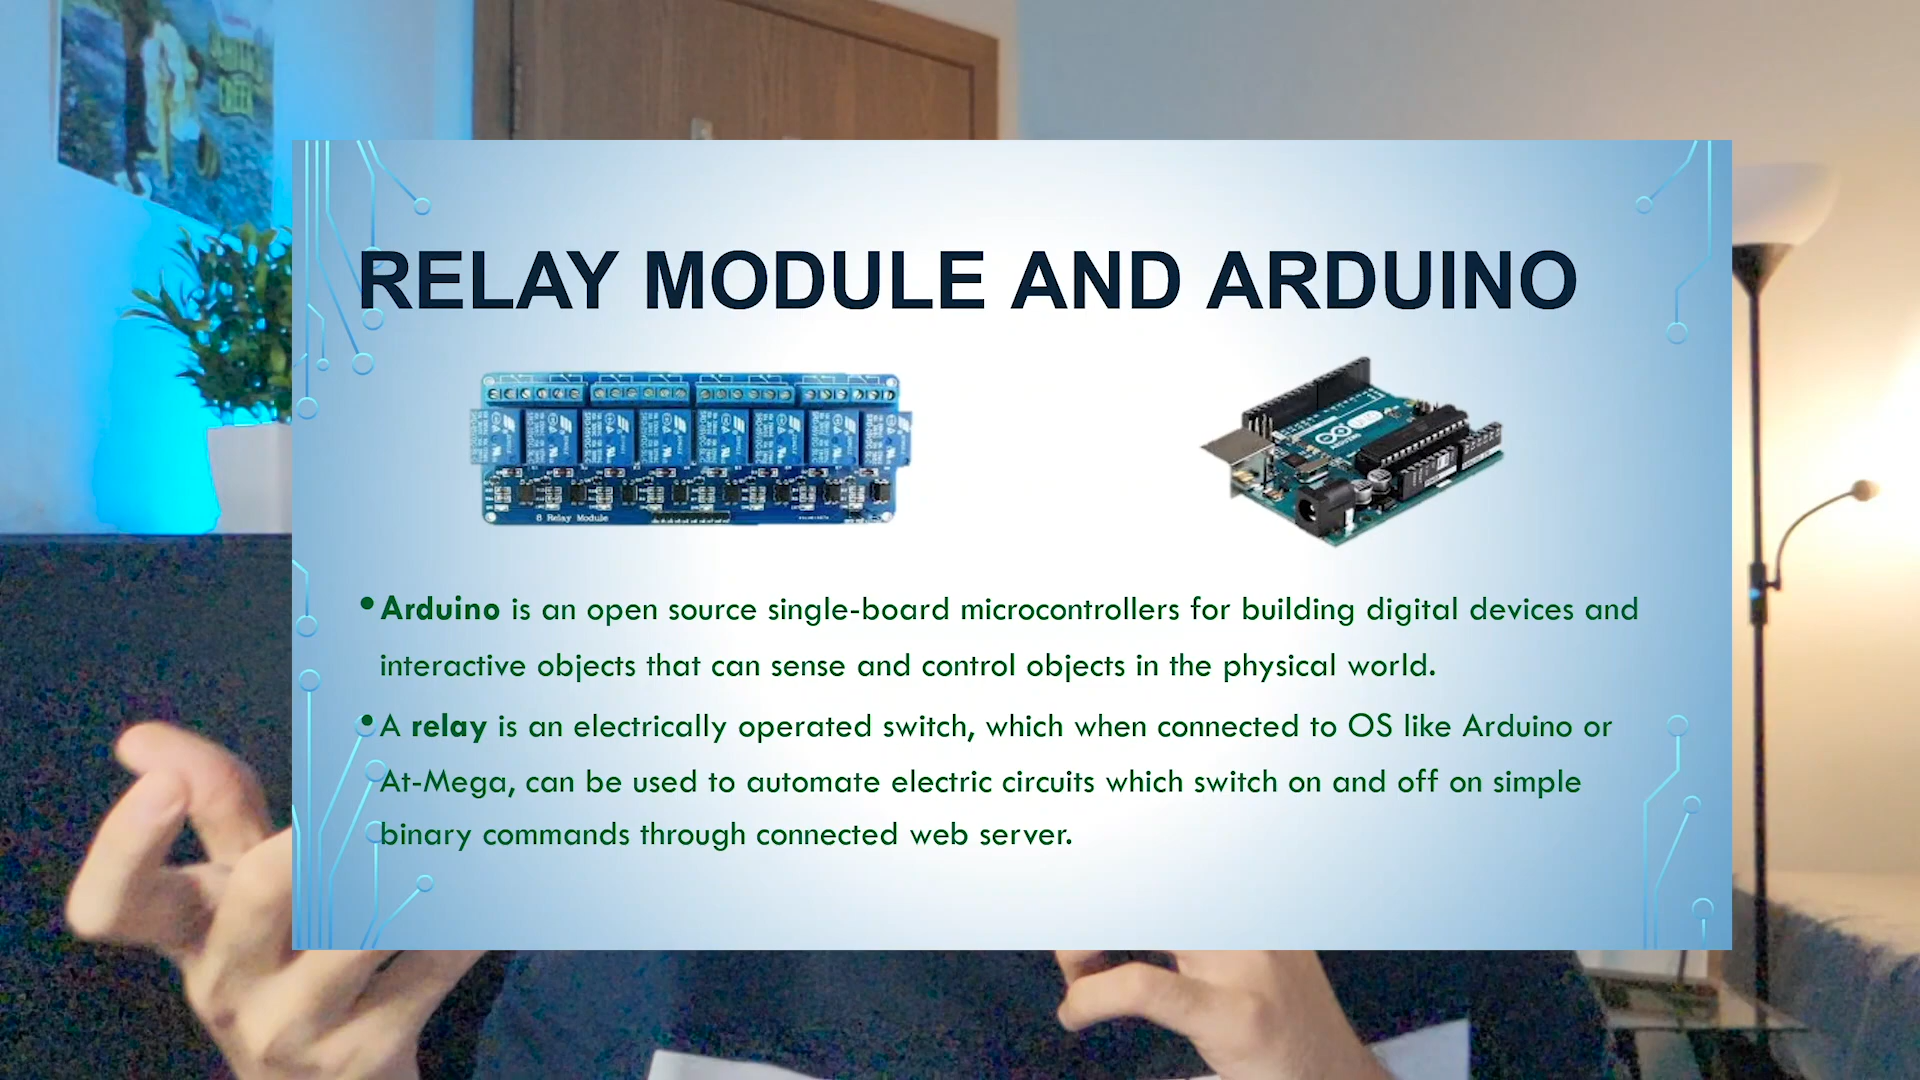 RELAY MODULE AND ARDUINO
8 Relay Module
ARDUINO
• Arduino is an open source single-board microcontrollers for building digital devices and
interactive objects that can sense and control objects in the physical world.
• A relay is an electrically operated switch, which when connected to OS like Arduino or
At-Mega, can be used to automate electric circuits which switch on and off on simple
binary commands through connected web server.